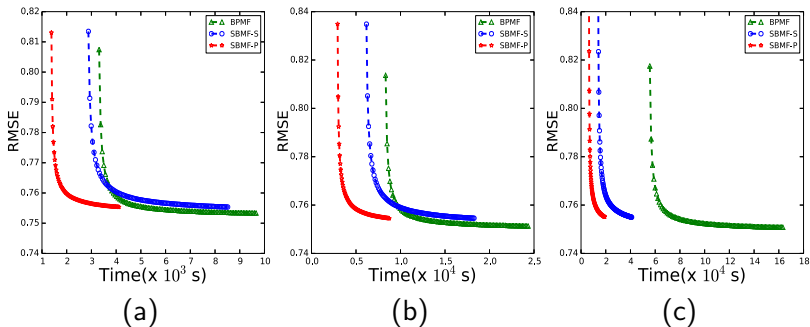 0.82
0.81
0.80
0.79
0.78
0.77
0.76
0.75
0.74
RMSE
BPMF
SBMF-S
SBMF-P
1 2 3 4 5 6 7 8 9 10
Time(x 10³ s)
(a)
0.84
0.82
0.80
0.78
0.76
0.74
RMSE
BPMF
SBMF-S
SBMF-P
0,0 0.5 1.0 1.5 2.0 2.5
Time(x 10⁴ s)
(b)
0.84
0.82
0.80
0.78
0.76
0.74
RMSE
BPMF
SBMF-S
SBMF-P
0 2 4 6 8 10 12 14 16 18
Time(x 10⁴ s)
(c)